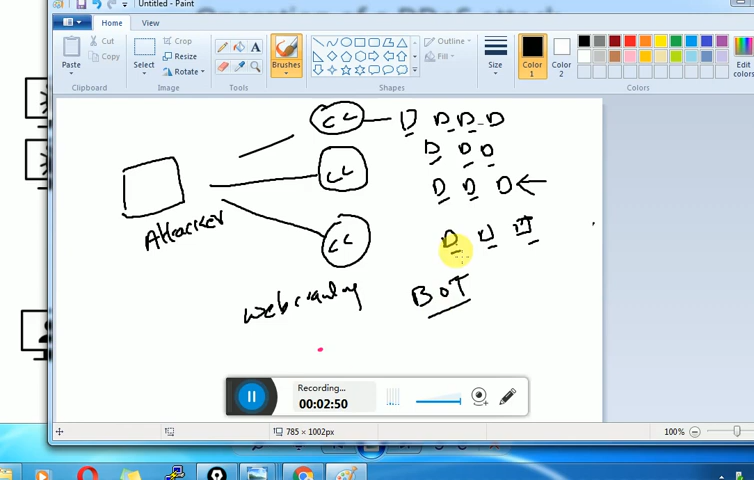 Untitled - Paint
Home View
Paste
Cut
Copy
Select
Crop
Resize
Rotate
A
Brushes
Outline
Fill
Size
Color 1
Color 2
Edit
colors
Clipboard
Image
Tools
Shapes
Colors
CC D D D D
D D D
CC D D D
Attacker
CC D D
webcrawling BOT
Recording...
00:02:50
785 x 1002px
100%